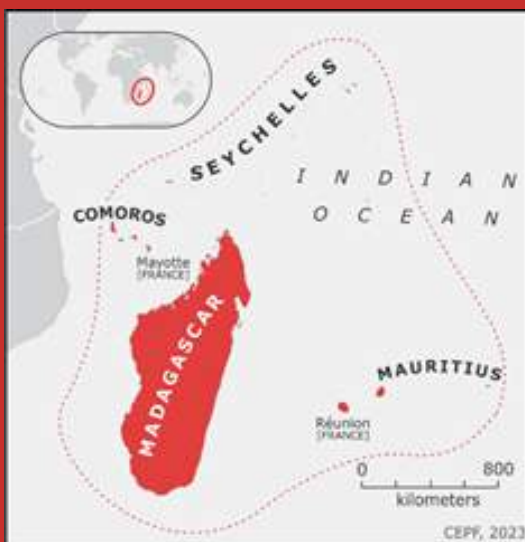 SEYCHELLES
INDIAN
OCEAN
COMOROS
Mayotte
[FRANCE]
MADAGASCAR
MAURITIUS
Réunion
[FRANCE]
0 800
kilometers
CEPF, 2023